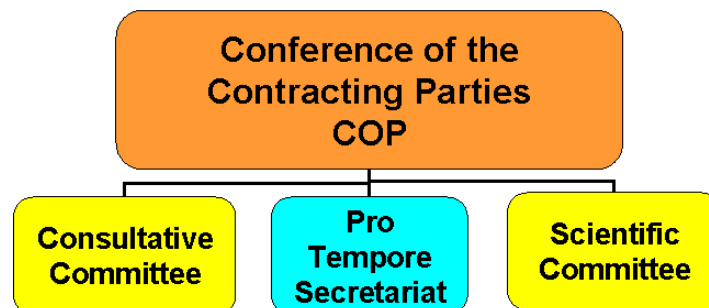 Conference of the
Contracting Parties
COP
Consultative
Committee
Pro
Tempore
Secretariat
Scientific
Committee